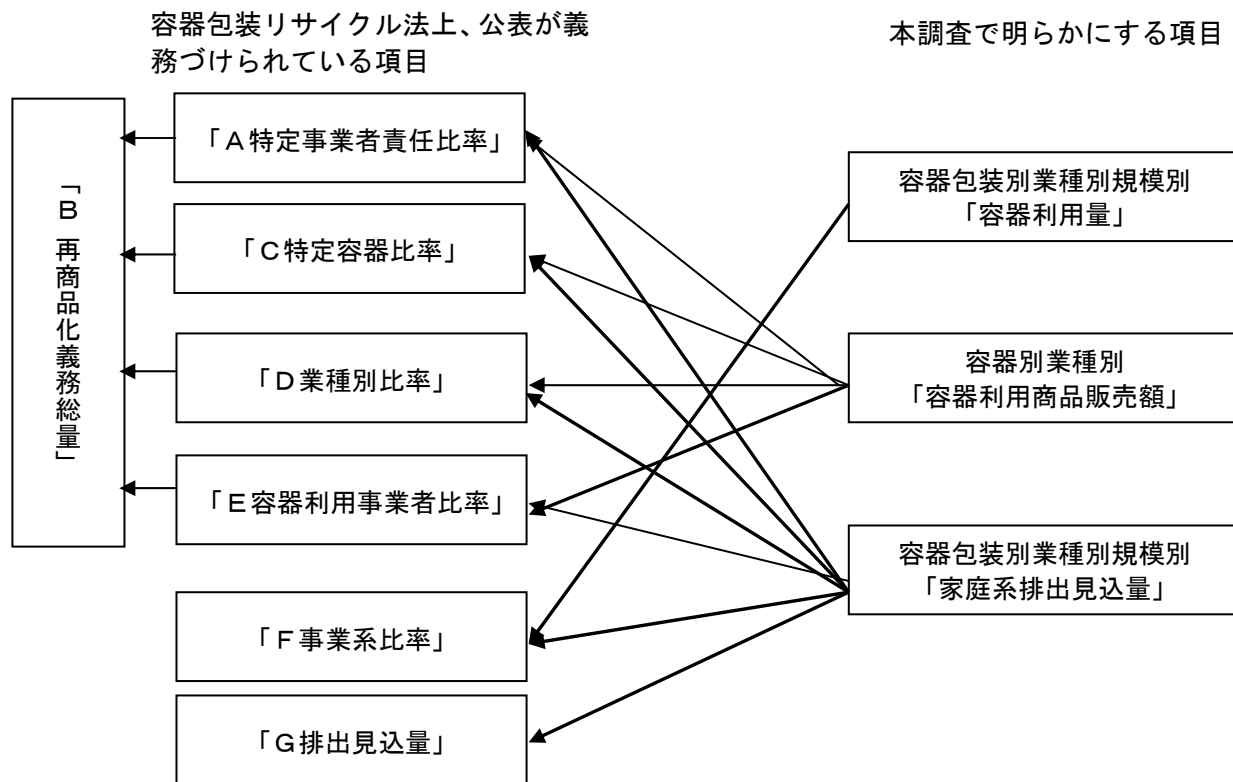 容器包装リサイクル法上、公表が義
務づけられている項目
本調査で明らかにする項目
「B 再商品化義務総量」
「A特定事業者責任比率」
「C特定容器比率」
「D業種別比率」
「E容器利用事業者比率」
「F事業系比率」
「G排出見込量」
容器包装別業種別規模別
「容器利用量」
容器別業種別
「容器利用商品販売額」
容器包装別業種別規模別
「家庭系排出見込量」